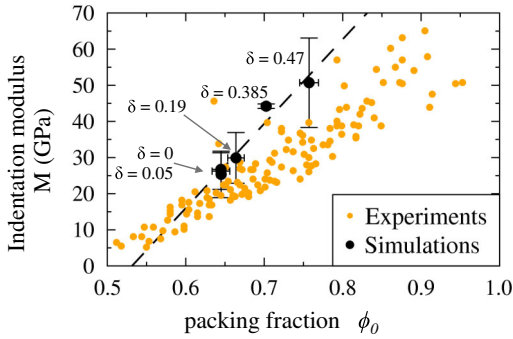 Indentation modulus
M (GPa)
70
60
50
40
30
20
10
0
δ = 0.47
δ = 0.385
δ = 0.19
δ = 0
δ = 0.05
Experiments
Simulations
0.5 0.6 0.7 0.8 0.9 1.0
packing fraction ϕ₀